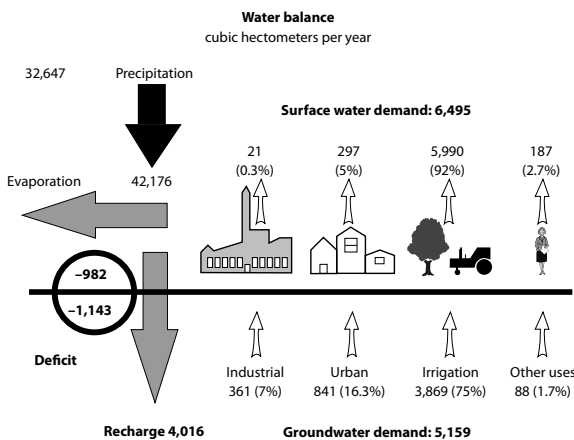 Water balance
cubic hectometers per year
32,647 Precipitation
Surface water demand: 6,495
21 297 5,990 187
(0.3%) (5%) (92%) (2.7%)
Evaporation 42,176
–982
–1,143
Deficit
Industrial Urban Irrigation Other uses
361 (7%) 841 (16.3%) 3,869 (75%) 88 (1.7%)
Recharge 4,016 Groundwater demand: 5,159